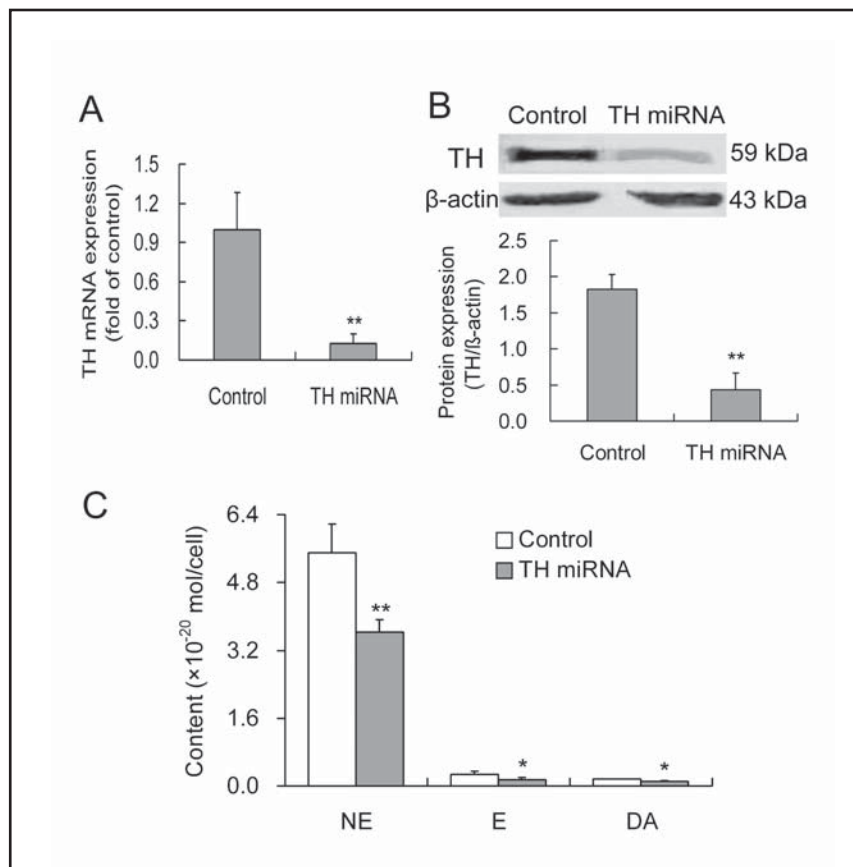 A
TH mRNA expression
(fold of control)
1.5
1.2
0.9
0.6
0.3
0.0
**
Control
TH miRNA
B
Control
TH miRNA
TH
59 kDa
β-actin
43 kDa
Protein expression
(TH/ß-actin)
2.5
2.0
1.5
1.0
0.5
0.0
**
Control
TH miRNA
C
Content (×10⁻²⁰ mol/cell)
6.4
4.8
3.2
1.6
0.0
Control
TH miRNA
**
*
*
NE
E
DA